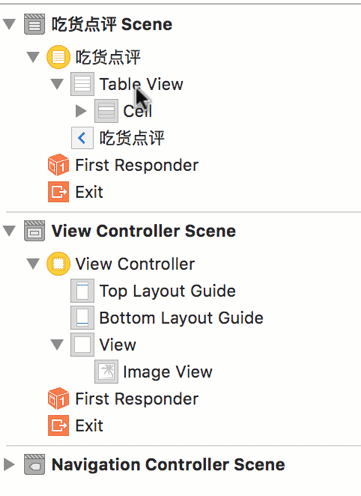 吃货点评 Scene
吃货点评
Table View
Cell
吃货点评
First Responder
Exit
View Controller Scene
View Controller
Top Layout Guide
Bottom Layout Guide
View
Image View
First Responder
Exit
Navigation Controller Scene